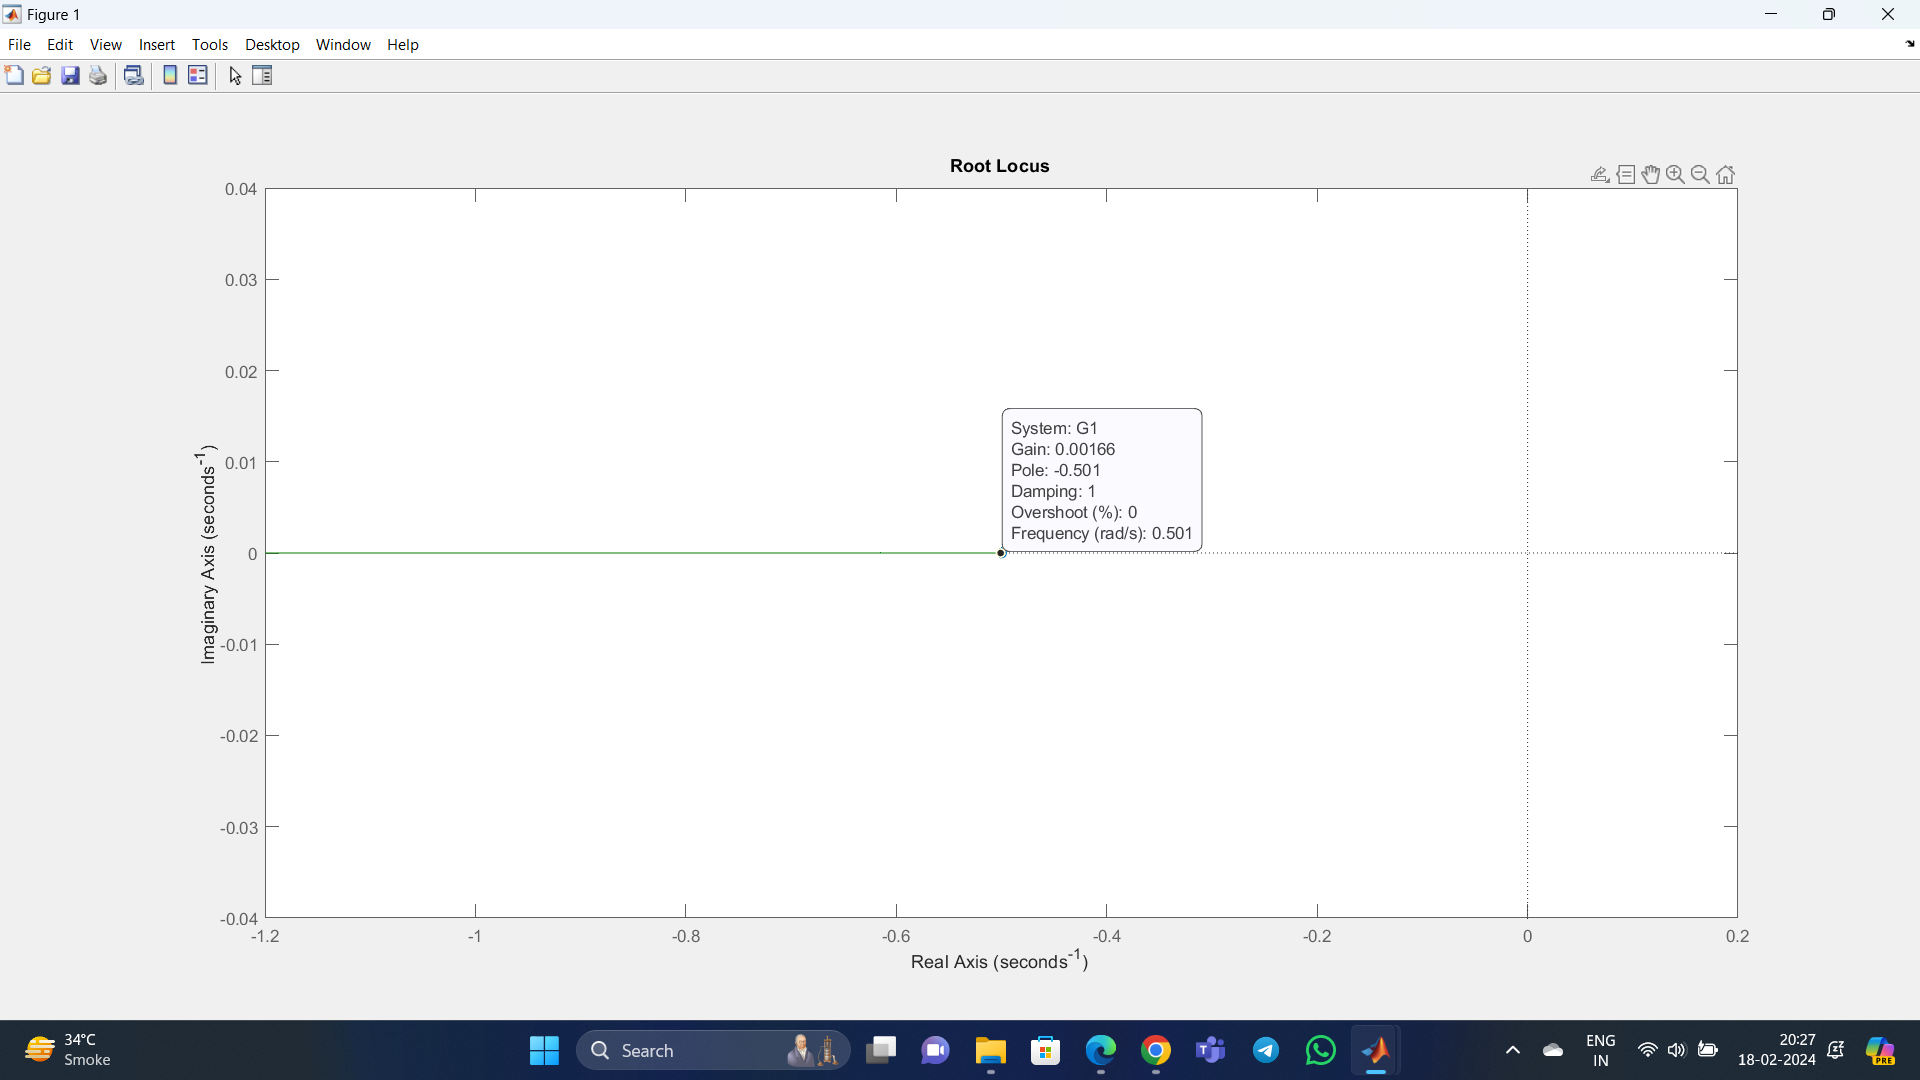 Figure 1
File Edit View Insert Tools Desktop Window Help
Root Locus
0.04
0.03
0.02
0.01
0
-0.01
-0.02
-0.03
-0.04
Imaginary Axis (seconds-1)
System: G1
Gain: 0.00166
Pole: -0.501
Damping: 1
Overshoot (%): 0
Frequency (rad/s): 0.501
-1.2 -1 -0.8 -0.6 -0.4 -0.2 0 0.2
Real Axis (seconds-1)
34°C
Smoke
Search
ENG
IN
20:27
18-02-2024
PRE